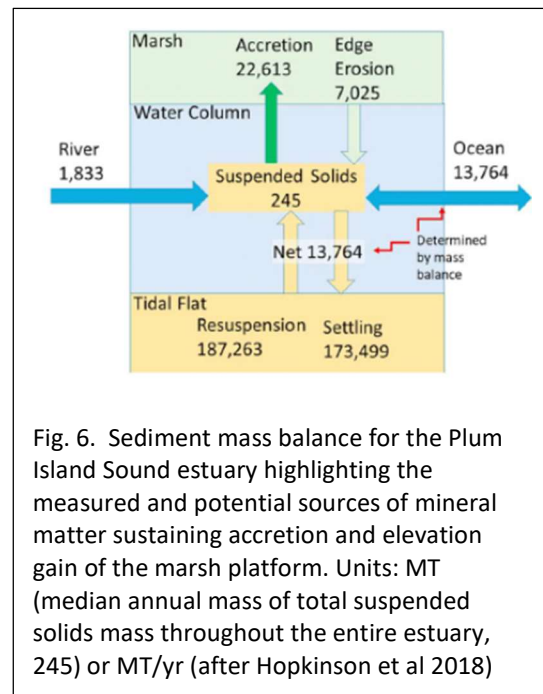 Marsh
Accretion
22,613
Edge
Erosion
7,025
Water Column
River
1,833
Ocean
13,764
Suspended Solids
245
Net 13,764
Determined
by mass
balance
Tidal Flat
Resuspension
187,263
Settling
173,499
Fig. 6.  Sediment mass balance for the Plum
Island Sound estuary highlighting the
measured and potential sources of mineral
matter sustaining accretion and elevation
gain of the marsh platform. Units: MT
(median annual mass of total suspended
solids mass throughout the entire estuary,
245) or MT/yr (after Hopkinson et al 2018)